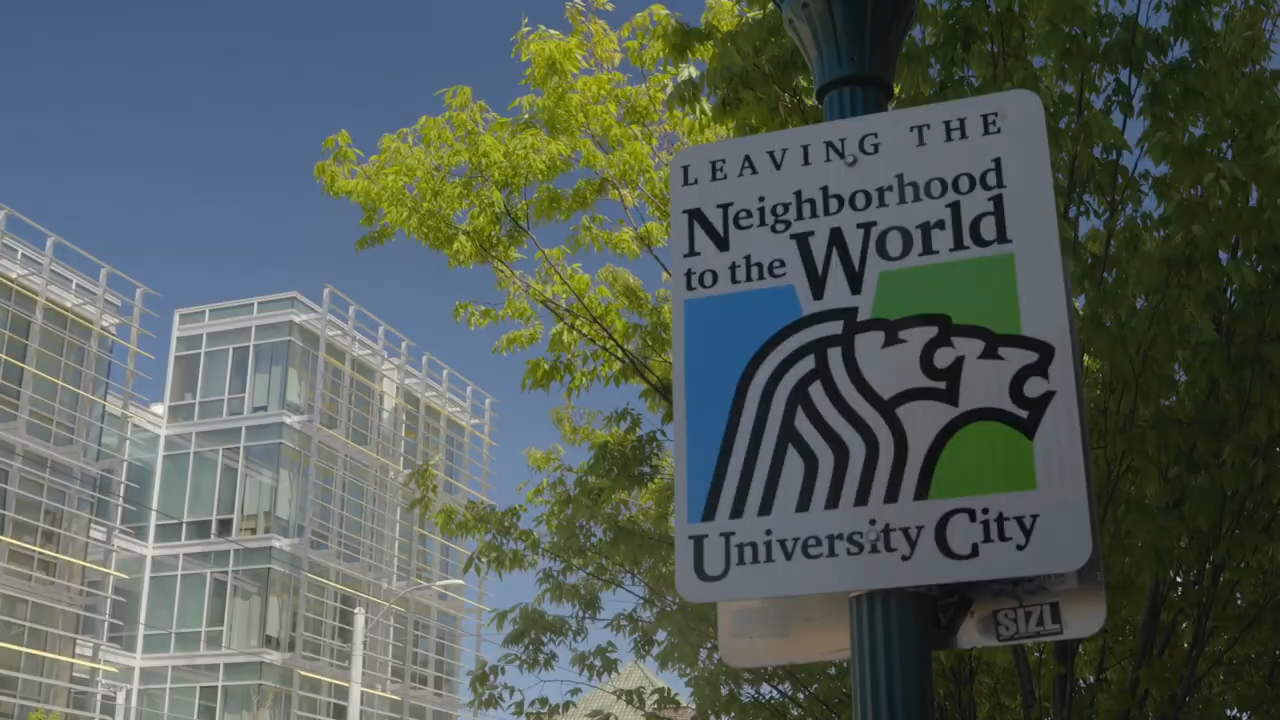 LEAVING THE
Neighborhood
to the World
University City
SIZL